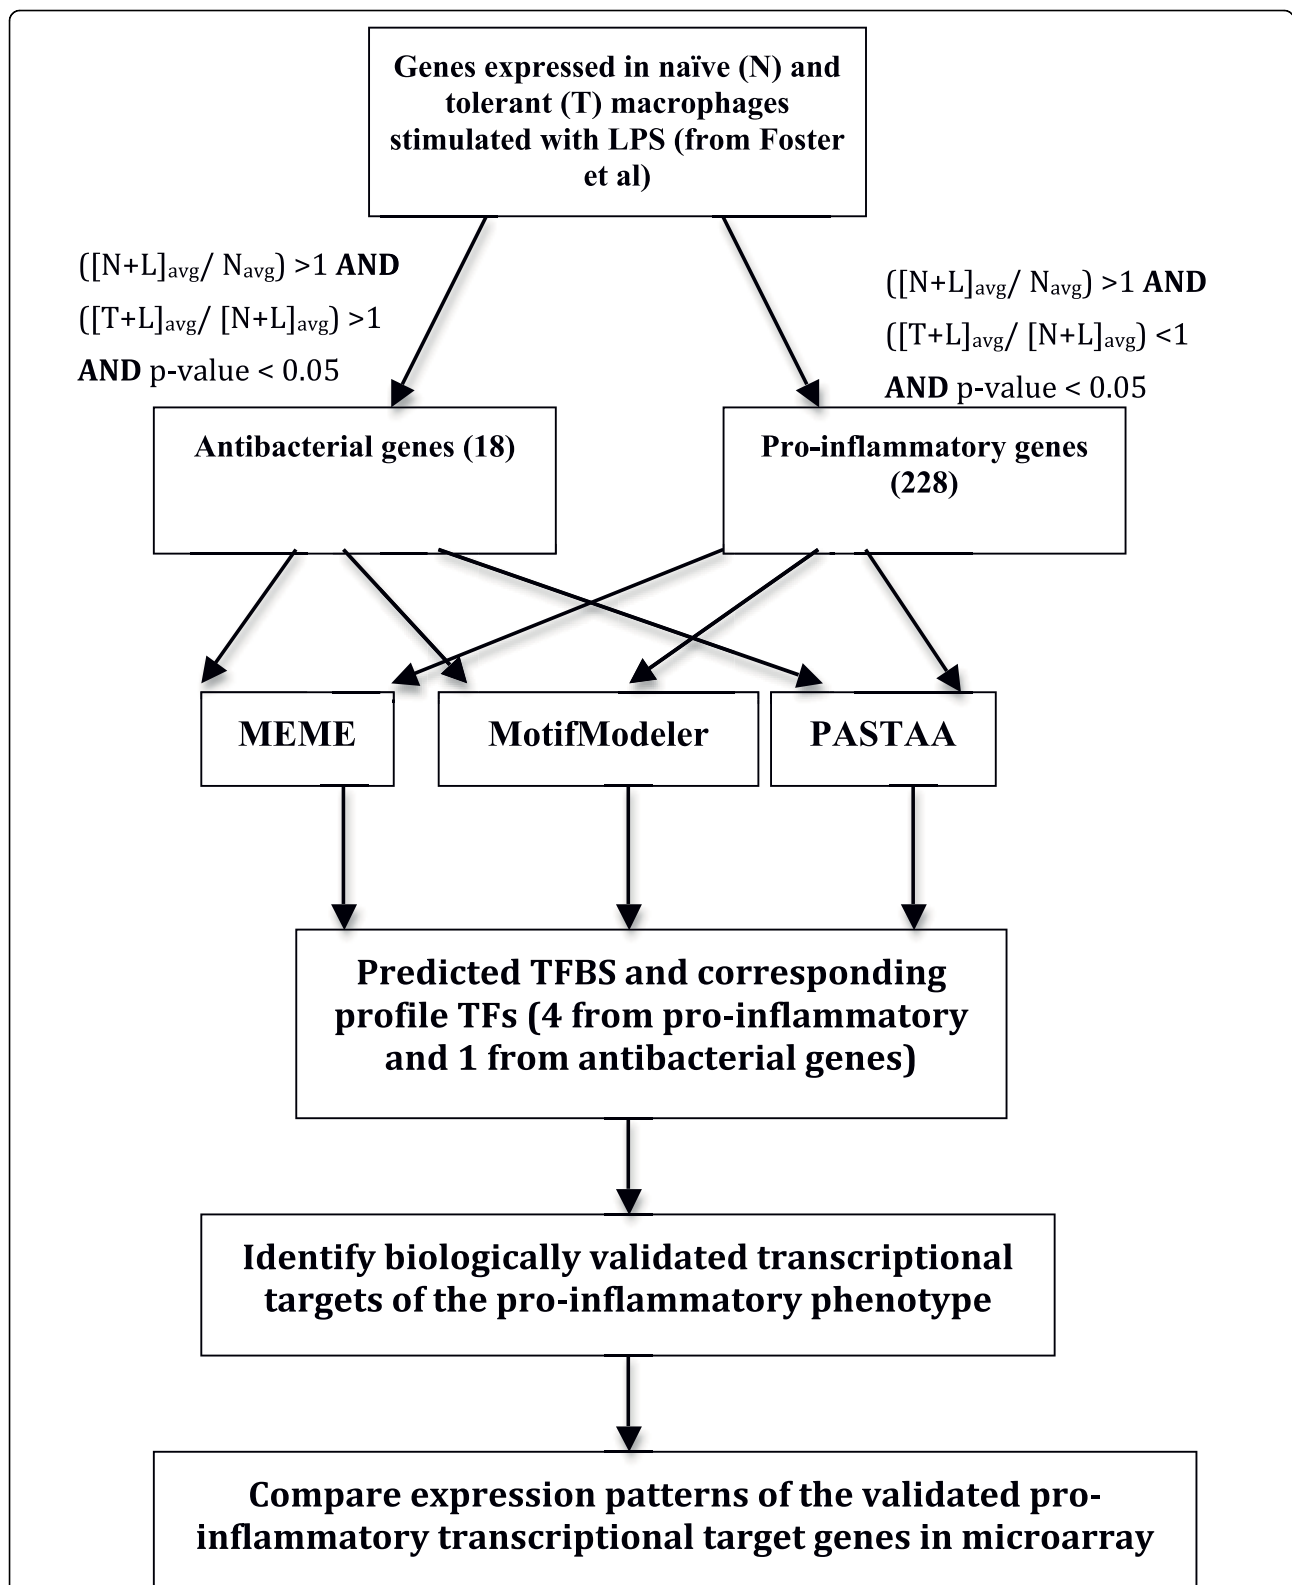 Genes expressed in naïve (N) and
tolerant (T) macrophages
stimulated with LPS (from Foster
et al)
([N+L]avg/ Navg) >1 AND
([T+L]avg/ [N+L]avg) >1
AND p-value < 0.05
([N+L]avg/ Navg) >1 AND
([T+L]avg/ [N+L]avg) <1
AND p-value < 0.05
Antibacterial genes (18)
Pro-inflammatory genes
(228)
MEME
MotifModeler
PASTAA
Predicted TFBS and corresponding
profile TFs (4 from pro-inflammatory
and 1 from antibacterial genes)
Identify biologically validated transcriptional
targets of the pro-inflammatory phenotype
Compare expression patterns of the validated pro-
inflammatory transcriptional target genes in microarray